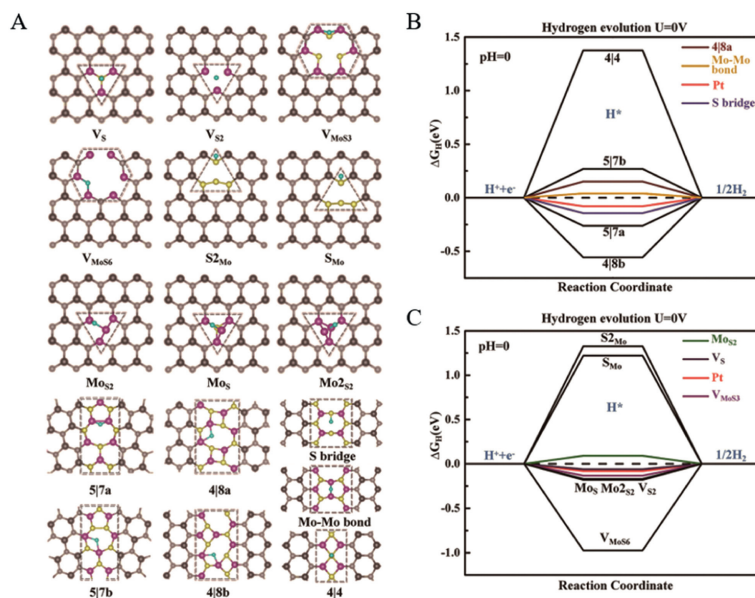 A
V_S
V_S2
V_MoS3
V_MoS6
S2_Mo
S_Mo
Mo_S2
Mo_S
Mo2_S2
5|7a
4|8a
S bridge
Mo-Mo bond
5|7b
4|8b
4|4
B
Hydrogen evolution U=0V
pH=0
4|8a
Mo-Mo
bond
Pt
S bridge
4|4
H*
5|7b
H⁺+e⁻
1/2H₂
5|7a
4|8b
ΔG_H(eV)
1.5
1.0
0.5
0.0
-0.5
Reaction Coordinate
C
Hydrogen evolution U=0V
pH=0
S2_Mo
S_Mo
Mo_S2
V_S
Pt
V_MoS3
H*
H⁺+e⁻
1/2H₂
Mo_S Mo2_S2 V_S2
V_MoS6
ΔG_H(eV)
1.5
1.0
0.5
0.0
-0.5
-1.0
Reaction Coordinate